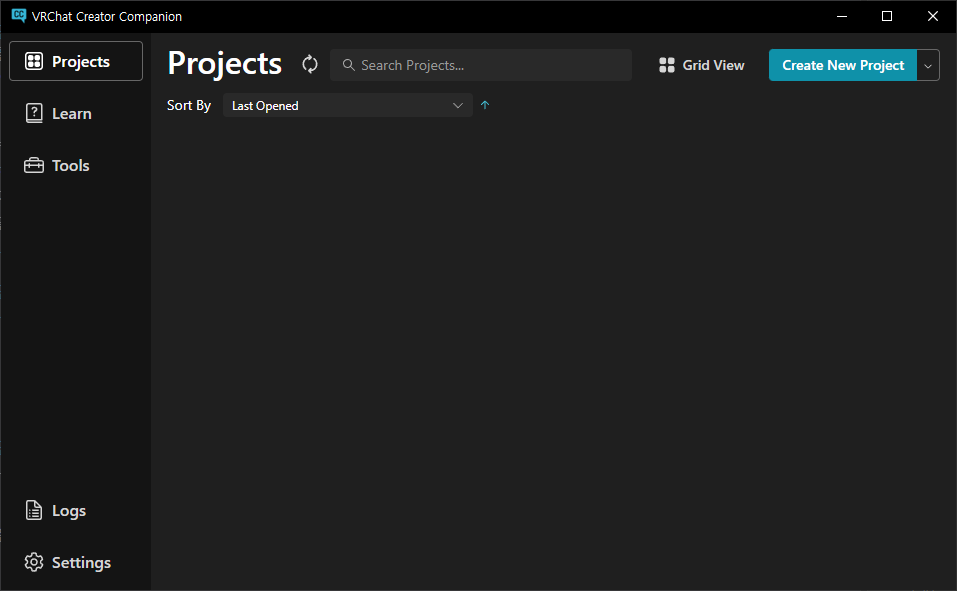 VRChat Creator Companion
Projects
Learn
Tools
Logs
Settings
Projects
Search Projects...
Grid View
Create New Project
Sort By
Last Opened